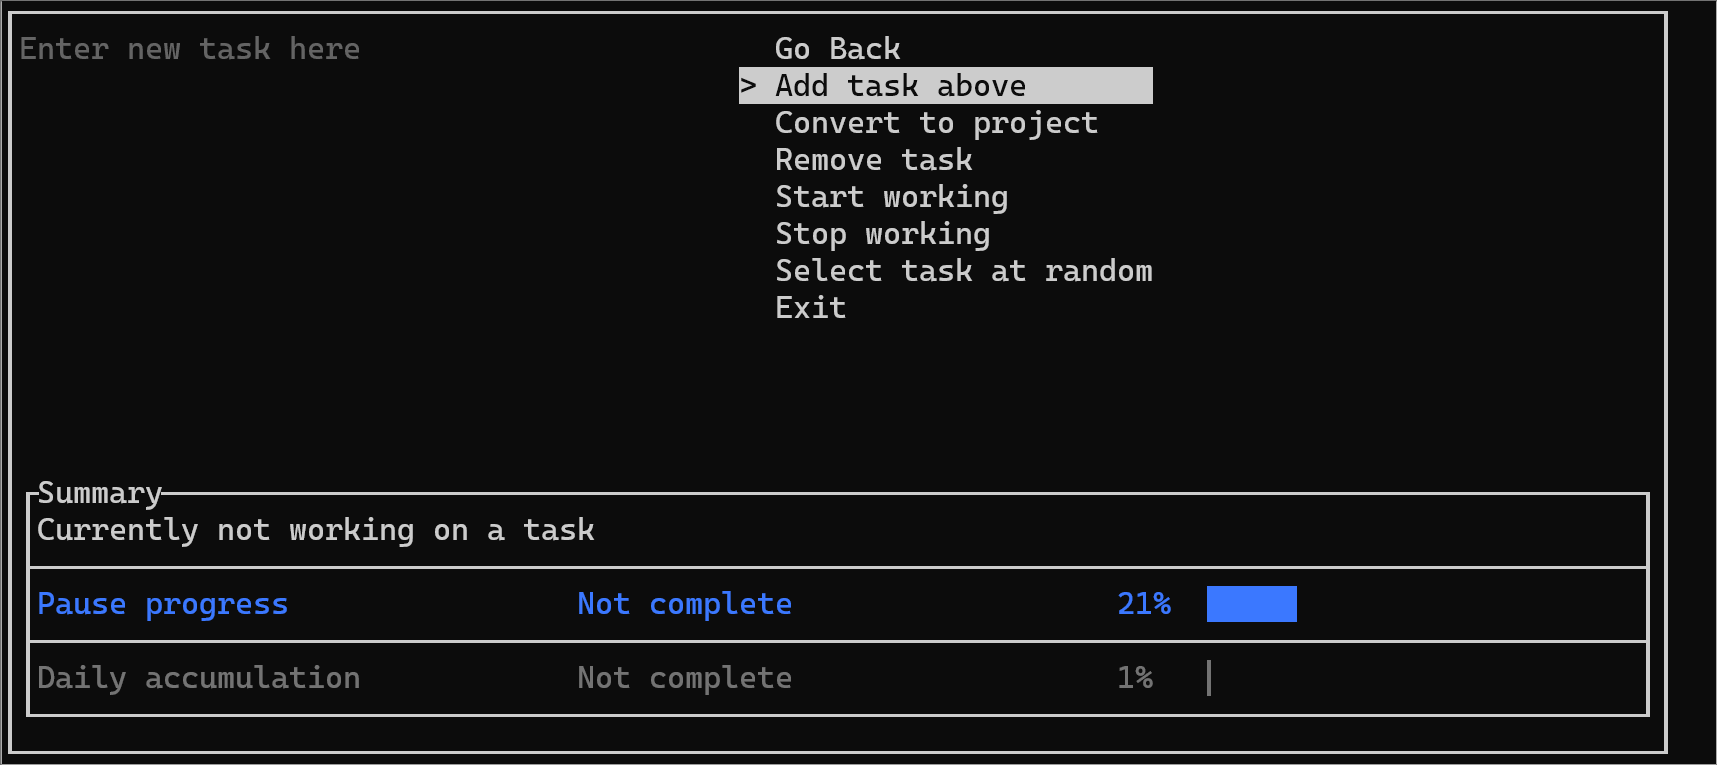 Enter new task here
Go Back
> Add task above
Convert to project
Remove task
Start working
Stop working
Select task at random
Exit
Summary
Currently not working on a task
Pause progress Not complete 21%
Daily accumulation Not complete 1%